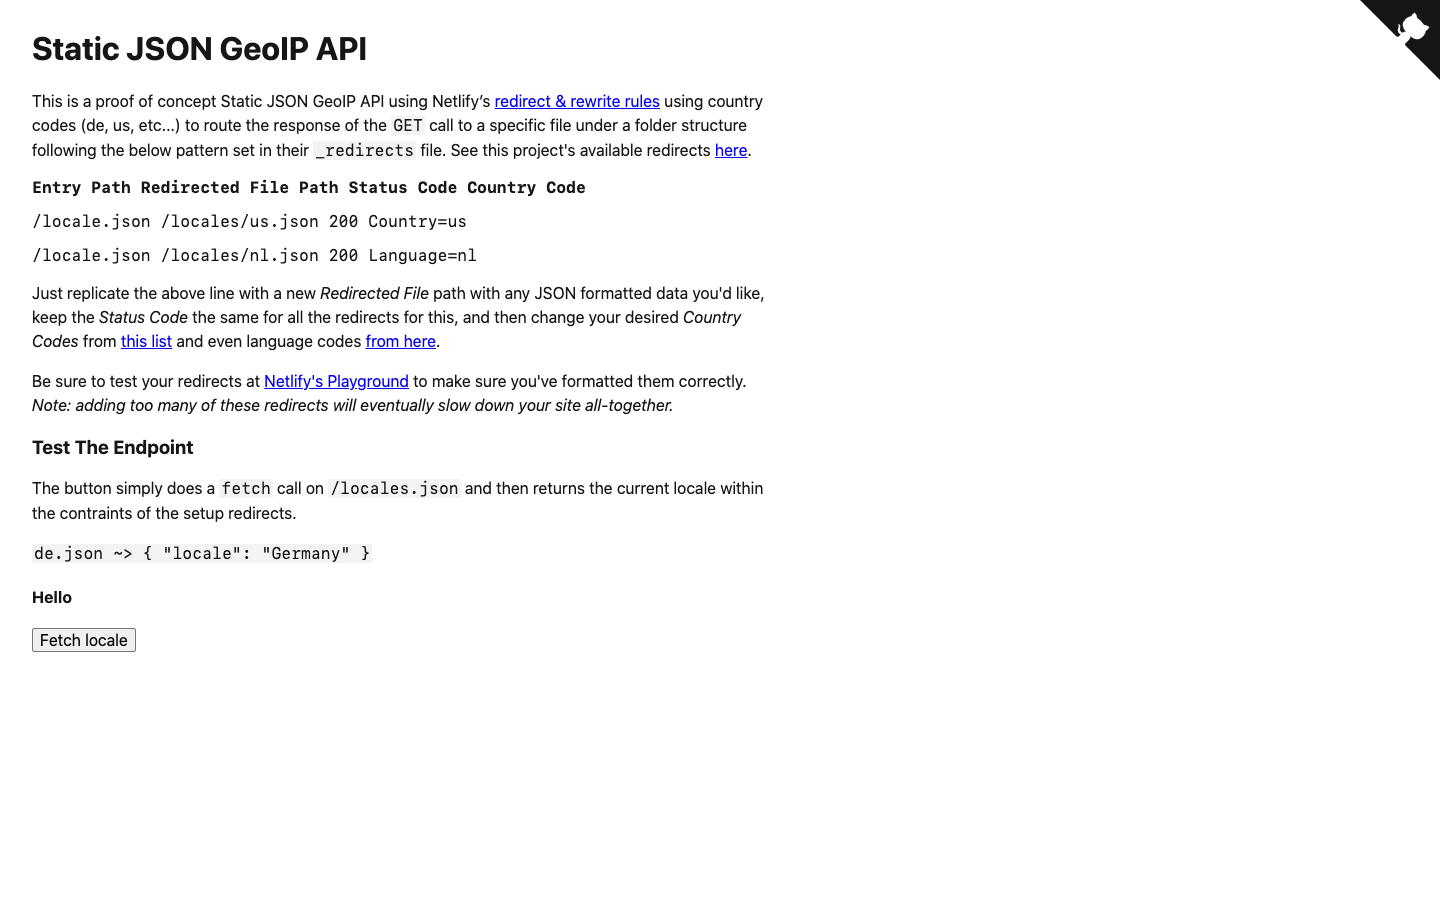 Static JSON GeoIP API
This is a proof of concept Static JSON GeoIP API using Netlify’s redirect & rewrite rules using country
codes (de, us, etc...) to route the response of the GET call to a specific file under a folder structure
following the below pattern set in their _redirects file. See this project's available redirects here.
Entry Path Redirected File Path Status Code Country Code
/locale.json /locales/us.json 200 Country=us
/locale.json /locales/nl.json 200 Language=nl
Just replicate the above line with a new Redirected File path with any JSON formatted data you'd like,
keep the Status Code the same for all the redirects for this, and then change your desired Country
Codes from this list and even language codes from here.
Be sure to test your redirects at Netlify's Playground to make sure you've formatted them correctly.
Note: adding too many of these redirects will eventually slow down your site all-together.
Test The Endpoint
The button simply does a fetch call on /locales.json and then returns the current locale within
the contraints of the setup redirects.
de.json ~> { "locale": "Germany" }
Hello
Fetch locale